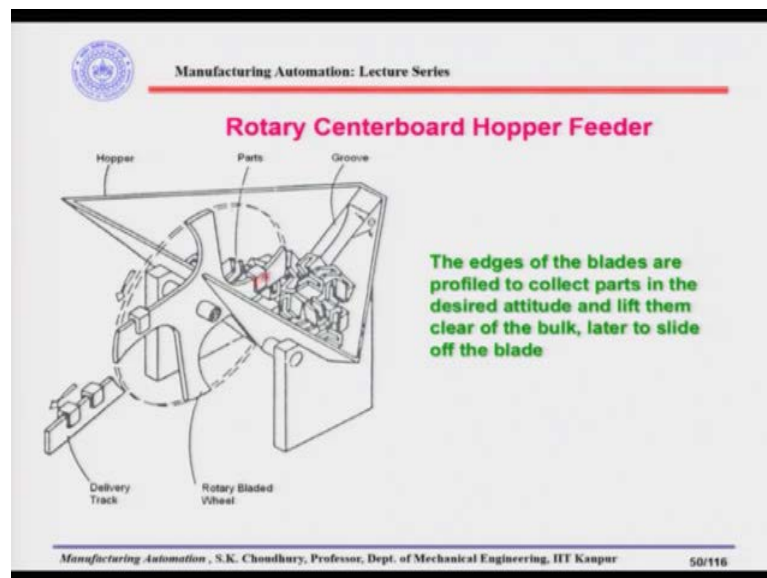 Manufacturing Automation: Lecture Series
Rotary Centerboard Hopper Feeder
Hopper
Parts
Groove
The edges of the blades are
profiled to collect parts in the
desired attitude and lift them
clear of the bulk, later to slide
off the blade
Delivery
Track
Rotary Bladed
Wheel
Manufacturing Automation , S.K. Choudhury, Professor, Dept. of Mechanical Engineering, IIT Kanpur
50/116